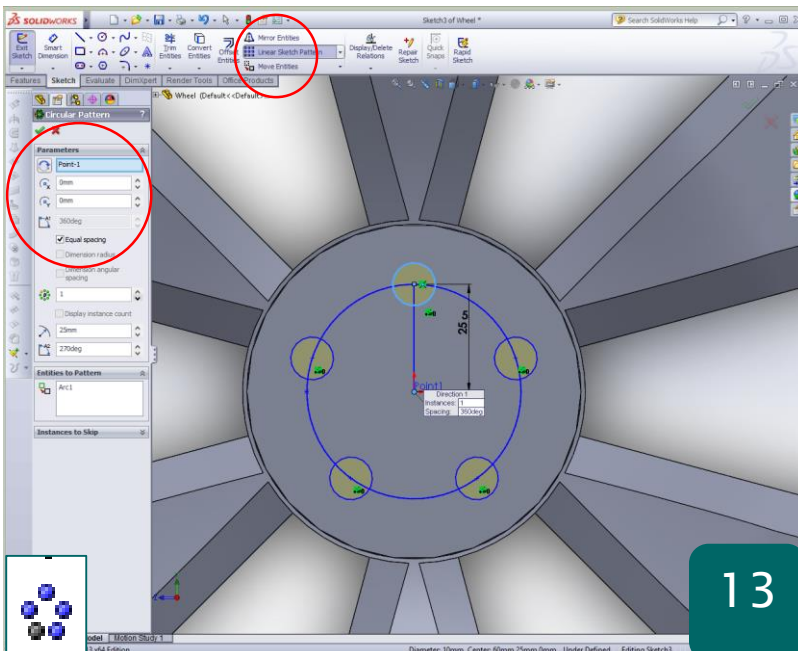 SOLIDWORKS
Sketch3 of Wheel *
Search SolidWorks Help
Exit Sketch
Smart Dimension
Trim Entities
Convert Entities
Offset Entities
Mirror Entities
Linear Sketch Pattern
Move Entities
Display/Delete Relations
Repair Sketch
Quick Snaps
Rapid Sketch
Features Sketch Evaluate DimXpert Render Tools Office Products
Wheel (Default<<Default
Circular Pattern ?
Parameters
Point-1
0mm
0mm
360deg
Equal spacing
Dimension radius
Dimension angular spacing
1
Display instance count
25mm
270deg
Entities to Pattern
Arc1
Instances to Skip
25
5
Point1
Direction 1
Instances: 1
Spacing: 360deg
13
Model Motion Study 1
x64 Edition
Diameter: 10mm Center: 60mm 25mm 0mm Under Defined Editing Sketch3